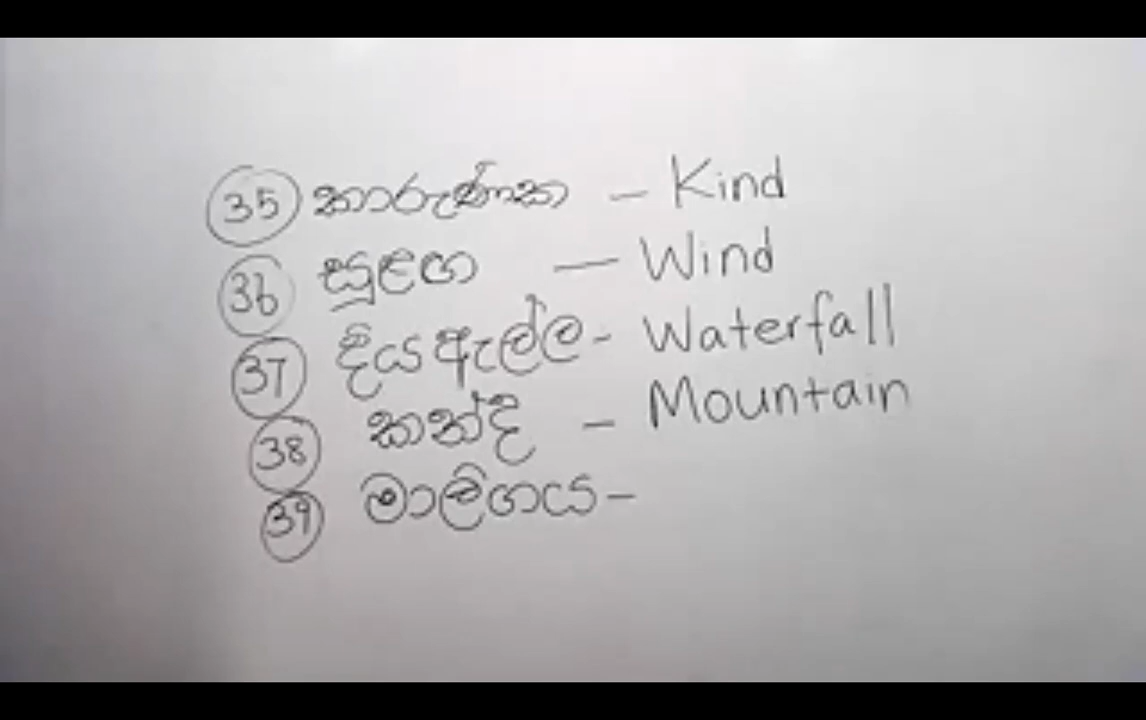 35 කාරුණික - Kind
36 සුළඟ - Wind
37 දිය ඇල්ල - Waterfall
38 කන්ද - Mountain
39 මාලිගය -